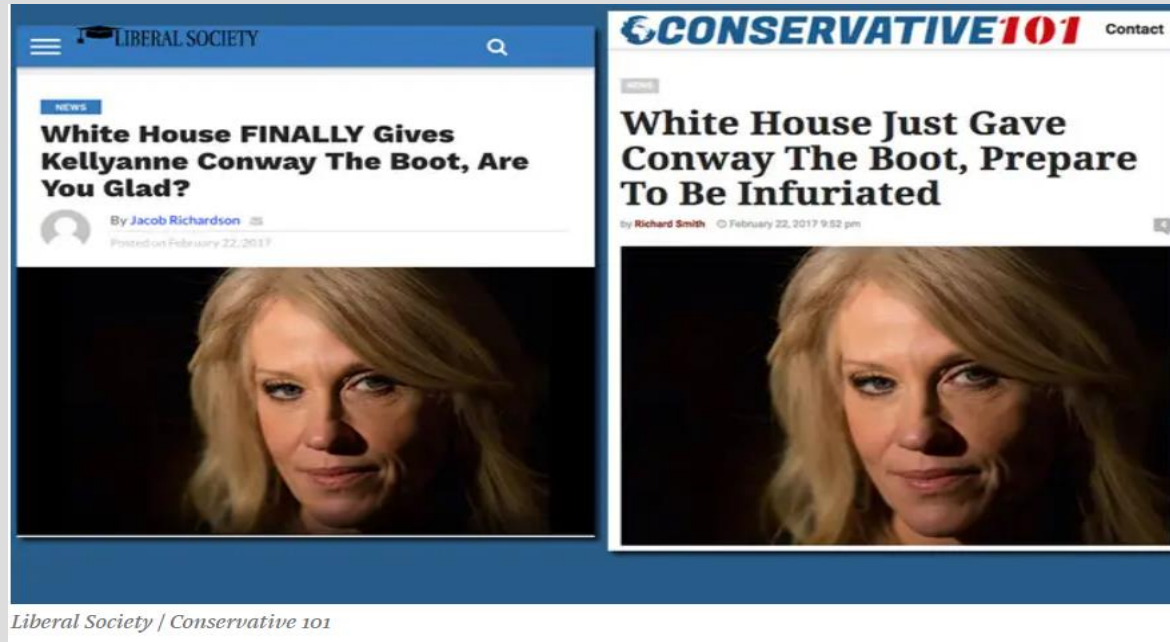 LIBERAL SOCIETY
NEWS
White House FINALLY Gives
Kellyanne Conway The Boot, Are
You Glad?
By Jacob Richardson
Posted on February 22, 2017
CONSERVATIVE101
Contact
NEWS
White House Just Gave
Conway The Boot, Prepare
To Be Infuriated
by Richard Smith February 22, 2017 9:52 pm
Liberal Society / Conservative 101